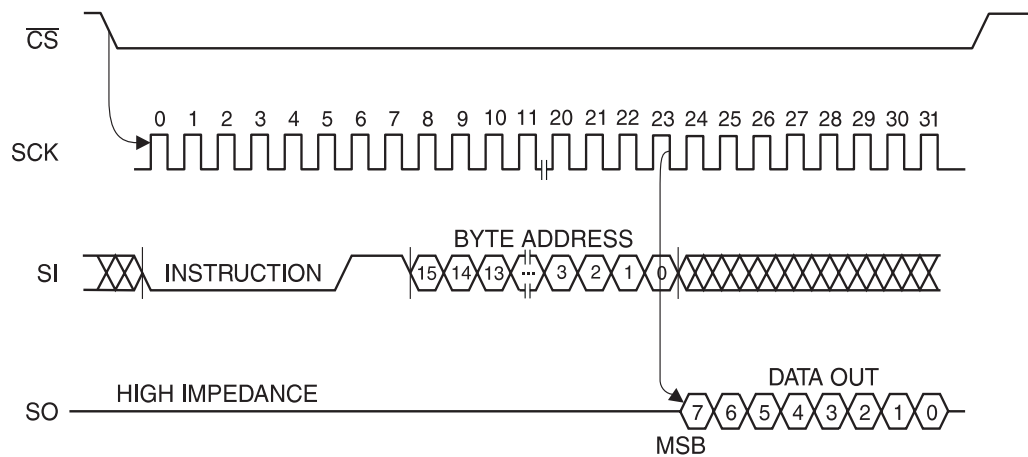 CS
0 1 2 3 4 5 6 7 8 9 10 11 20 21 22 23 24 25 26 27 28 29 30 31
SCK
BYTE ADDRESS
SI INSTRUCTION 15 14 13 ... 3 2 1 0
HIGH IMPEDANCE DATA OUT
SO 7 6 5 4 3 2 1 0
MSB